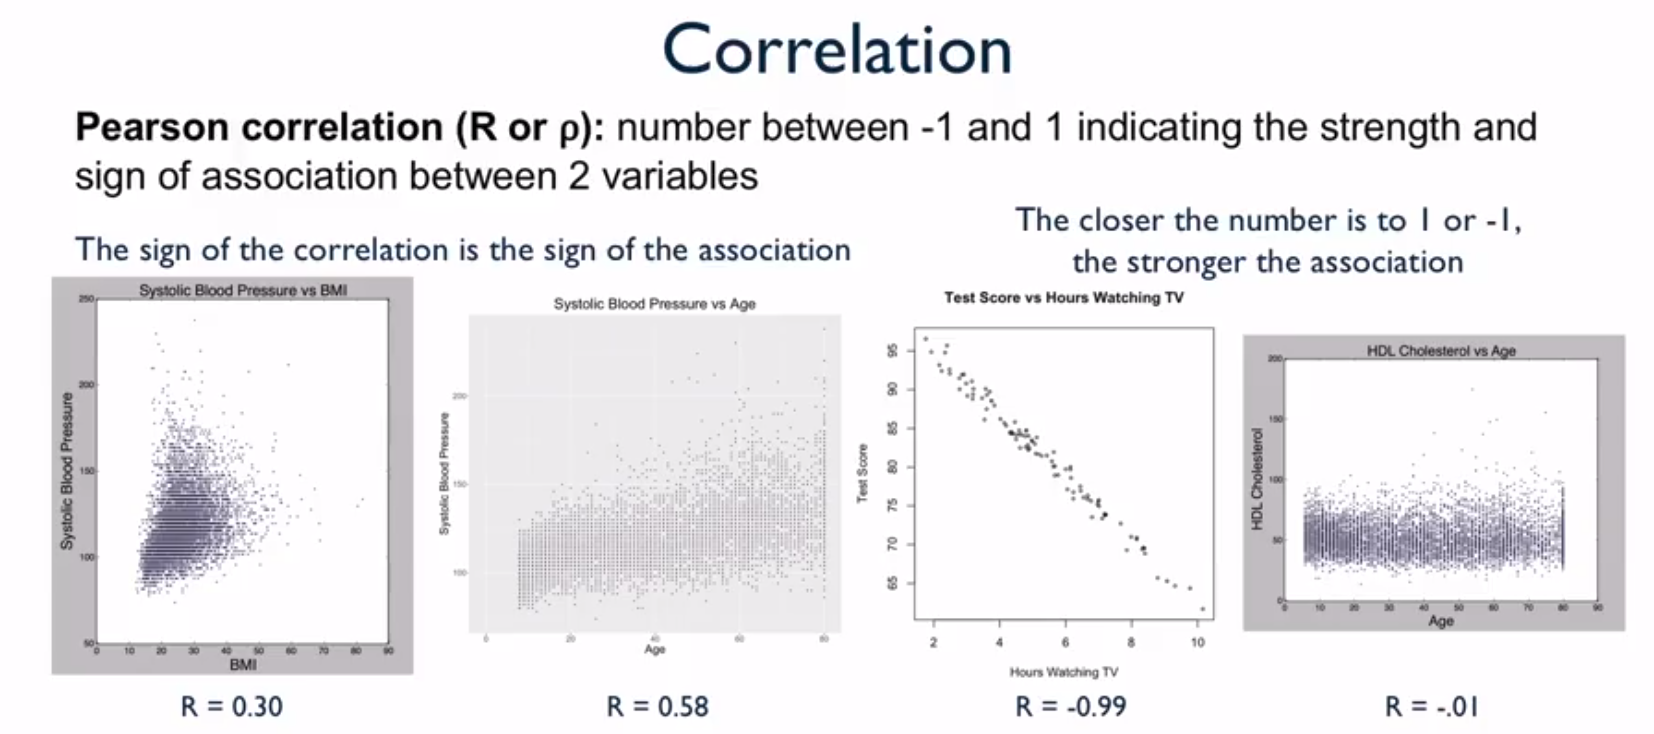 Correlation
Pearson correlation (R or ρ): number between -1 and 1 indicating the strength and
sign of association between 2 variables
The sign of the correlation is the sign of the association
The closer the number is to 1 or -1,
the stronger the association
Systolic Blood Pressure vs BMI
Systolic Blood Pressure
250
200
150
100
50
0 10 20 30 40 50 60 70 80 90
BMI
R = 0.30
Systolic Blood Pressure vs Age
Systolic Blood Pressure
200
150
100
0 20 40 60 80
Age
R = 0.58
Test Score vs Hours Watching TV
Test Score
95
90
85
80
75
70
65
2 4 6 8 10
Hours Watching TV
R = -0.99
HDL Cholesterol vs Age
HDL Cholesterol
200
150
100
50
0
0 10 20 30 40 50 60 70 80 90
Age
R = -.01